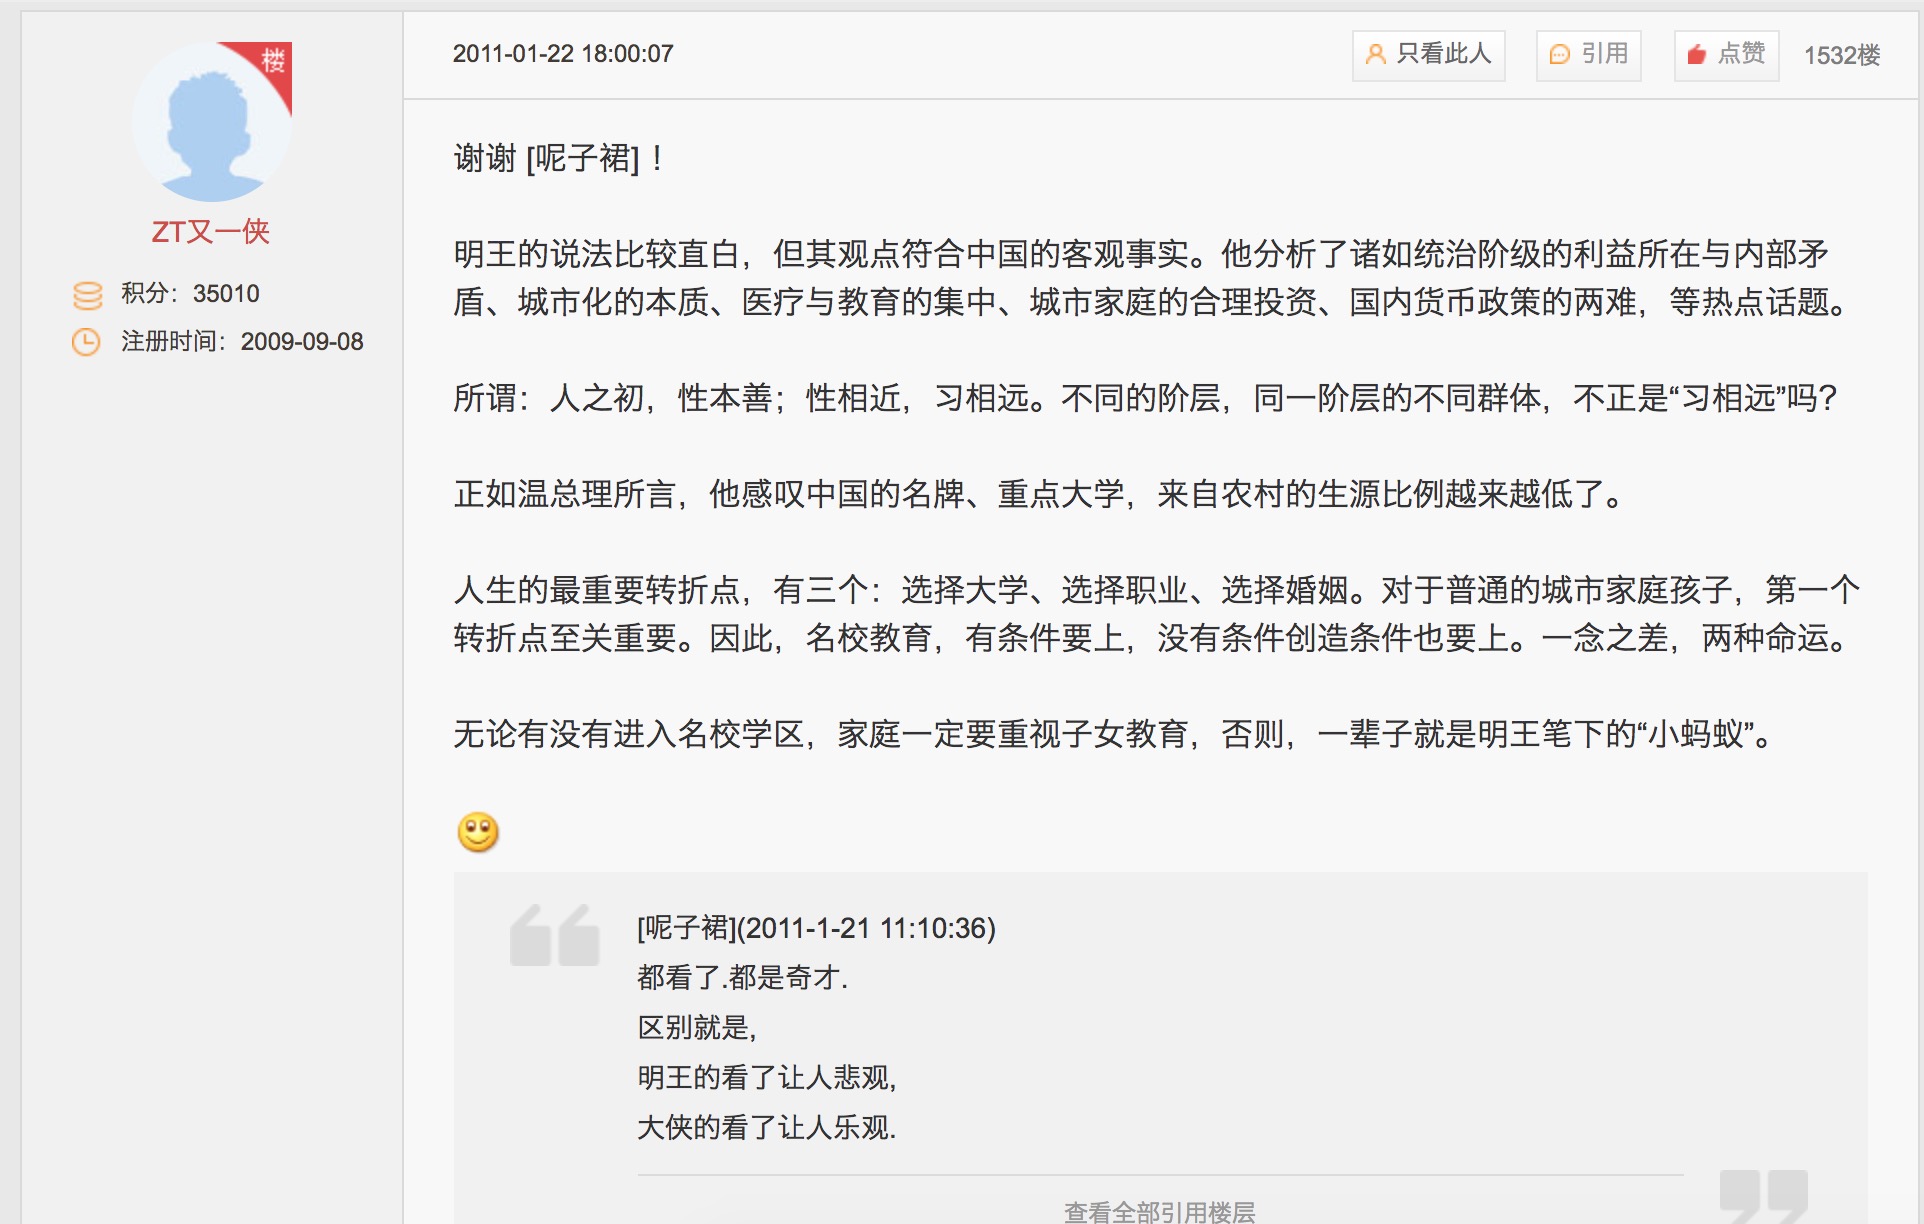 楼
ZT又一侠
积分：35010
注册时间：2009-09-08
2011-01-22 18:00:07
只看此人
引用
点赞
1532楼
谢谢 [呢子裙]！
明王的说法比较直白，但其观点符合中国的客观事实。他分析了诸如统治阶级的利益所在与内部矛
盾、城市化的本质、医疗与教育的集中、城市家庭的合理投资、国内货币政策的两难，等热点话题。
所谓：人之初，性本善；性相近，习相远。不同的阶层，同一阶层的不同群体，不正是“习相远”吗？
正如温总理所言，他感叹中国的名牌、重点大学，来自农村的生源比例越来越低了。
人生的最重要转折点，有三个：选择大学、选择职业、选择婚姻。对于普通的城市家庭孩子，第一个
转折点至关重要。因此，名校教育，有条件要上，没有条件创造条件也要上。一念之差，两种命运。
无论有没有进入名校学区，家庭一定要重视子女教育，否则，一辈子就是明王笔下的“小蚂蚁”。
[呢子裙](2011-1-21 11:10:36)
都看了.都是奇才.
区别就是,
明王的看了让人悲观,
大侠的看了让人乐观.
查看全部引用楼层